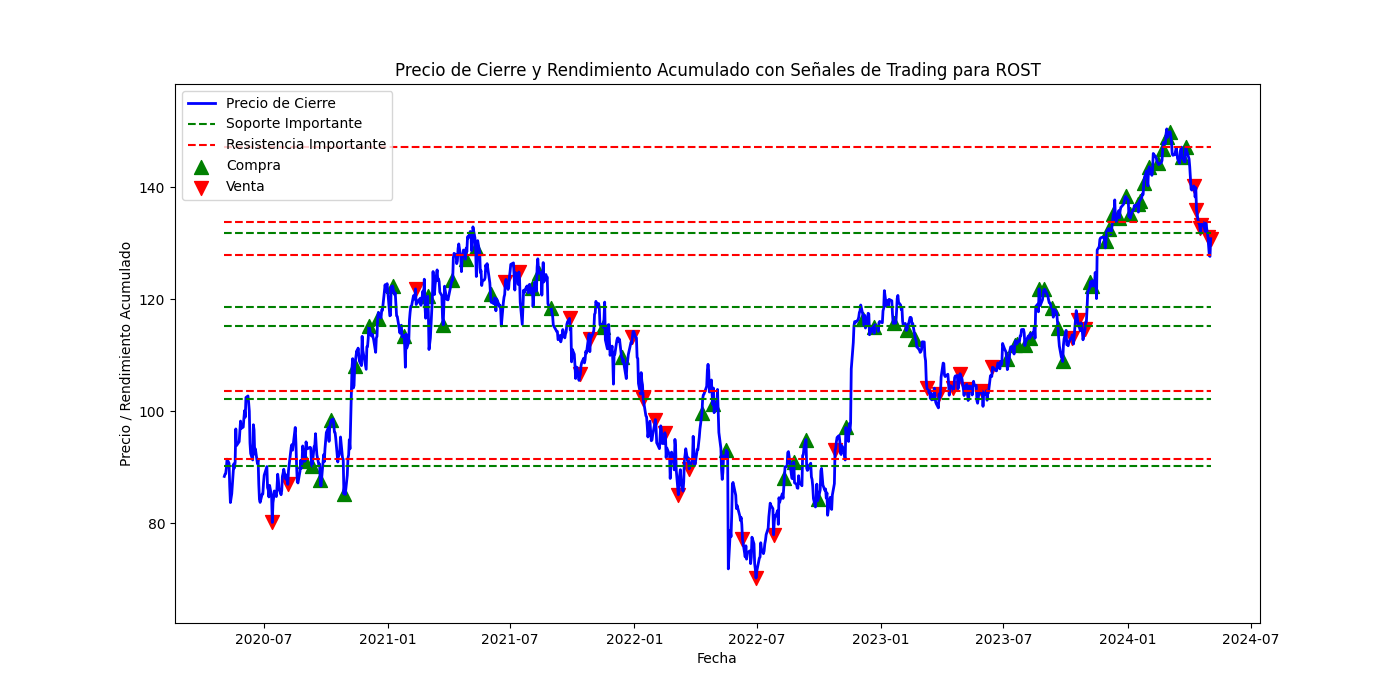 Precio de Cierre y Rendimiento Acumulado con Señales de Trading para ROST
Precio de Cierre
Soporte Importante
Resistencia Importante
Compra
Venta
Precio / Rendimiento Acumulado
140
120
100
80
2020-07
2021-01
2021-07
2022-01
2022-07
2023-01
2023-07
2024-01
2024-07
Fecha